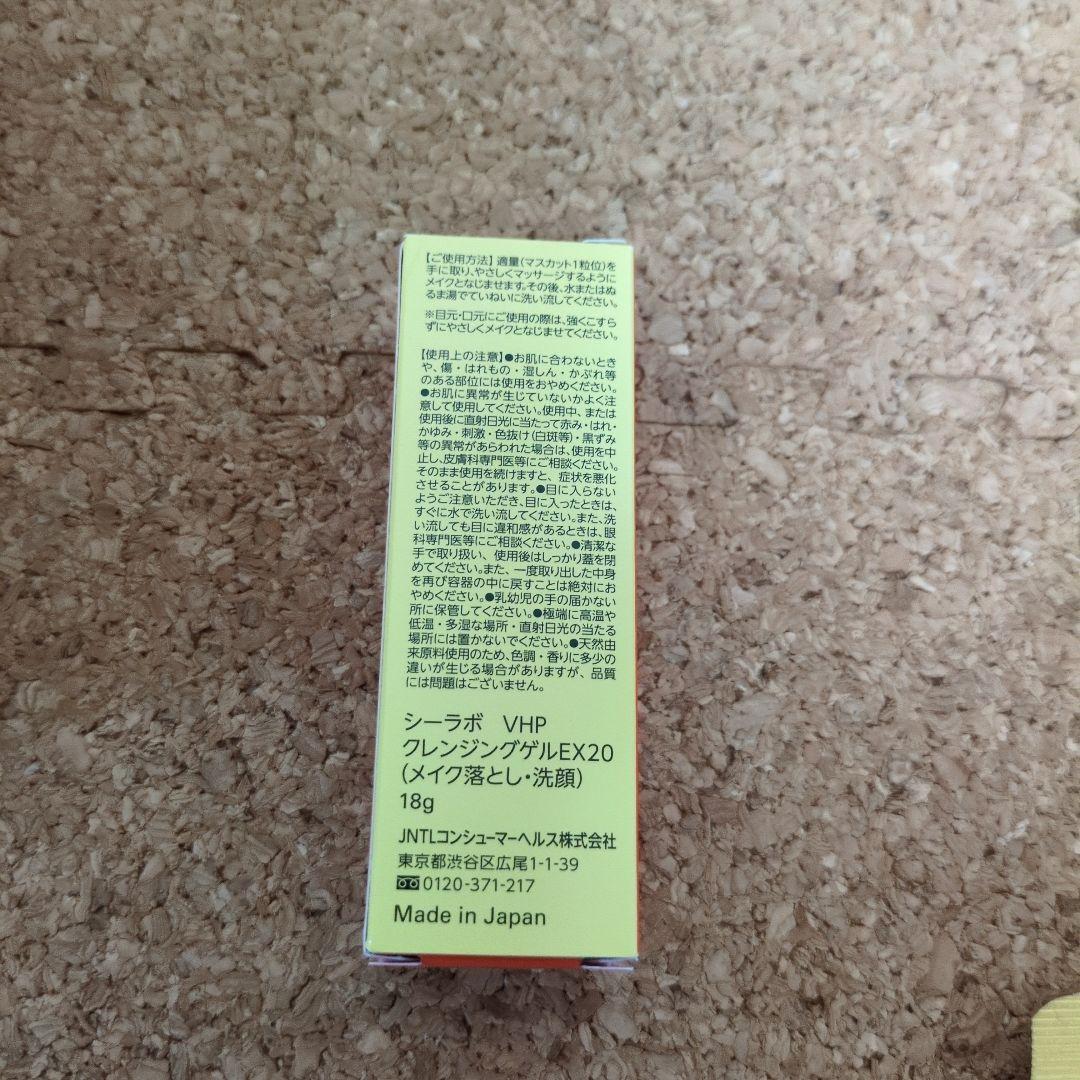 【ご使用方法】適量(マスカット1粒位)を
手に取り、やさしくマッサージするように
メイクとなじませます。その後、水またはぬ
るま湯でていねいに洗い流してください。
※目元・口元にご使用の際は、強くこすら
ずにやさしくメイクとなじませてください。
【使用上の注意】●お肌に合わないとき
や、傷・はれもの・湿しん・かぶれ等
のある部位には使用をおやめください。
●お肌に異常が生じていないかよく注
意して使用してください。使用中、または
使用後に直射日光に当たって赤み・はれ・
かゆみ・刺激・色抜け(白斑等)・黒ずみ
等の異常があらわれた場合は、使用を中
止し、皮膚科専門医等にご相談ください。
そのまま使用を続けますと、症状を悪化
させることがあります。●目に入らない
ようご注意いただき、目に入ったときは、
すぐに水で洗い流してください。また、洗
い流しても目に違和感があるときは、眼
科専門医等にご相談ください。●清潔な
手で取り扱い、使用後はしっかり蓋を閉
めてください。また、一度取り出した中身
を再び容器の中に戻すことは絶対にお
やめください。●乳幼児の手の届かない
所に保管してください。●極端に高温や
低温・多湿な場所・直射日光の当たる
場所には置かないでください。●天然由
来原料使用のため、色調・香りに多少の
違いが生じる場合がありますが、品質
には問題はございません。
シーラボ VHP
クレンジングゲルEX20
(メイク落とし・洗顔)
18g
JNTLコンシューマーヘルス株式会社
東京都渋谷区広尾1-1-39
0120-371-217
Made in Japan